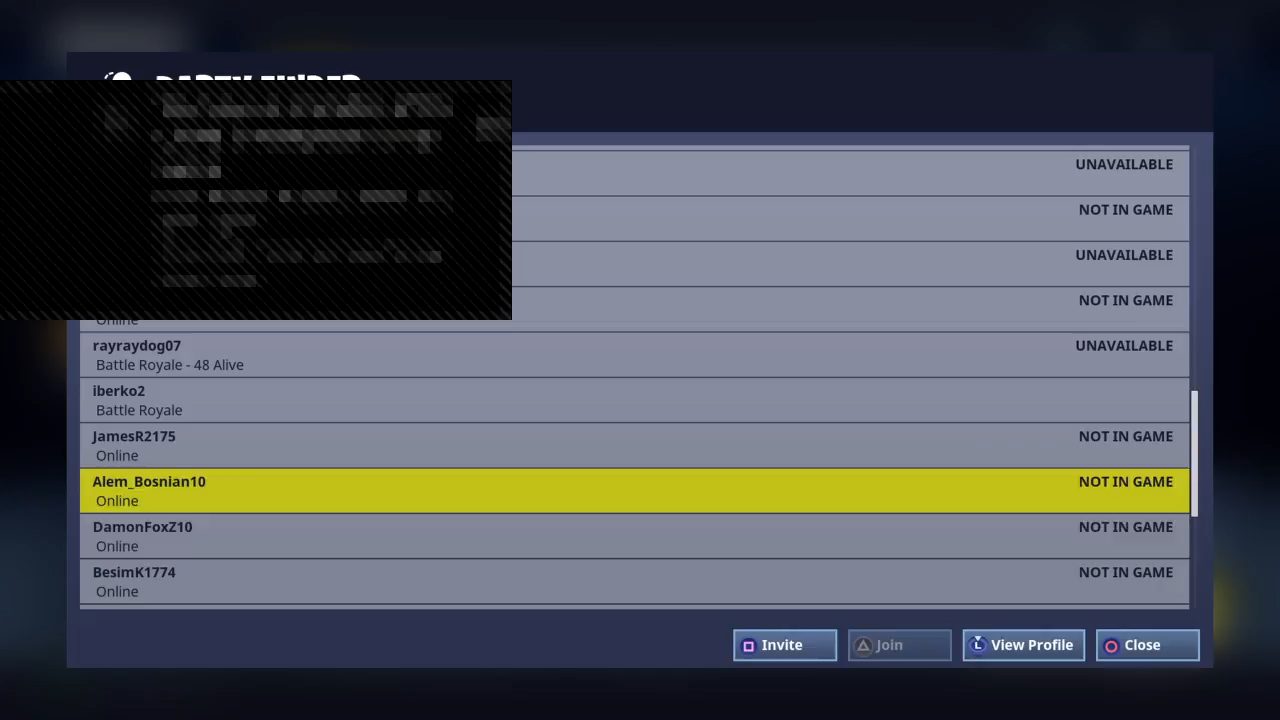 UNAVAILABLE
NOT IN GAME
UNAVAILABLE
NOT IN GAME
Online
rayraydog07
UNAVAILABLE
Battle Royale - 48 Alive
iberko2
Battle Royale
JamesR2175
NOT IN GAME
Online
Alem_Bosnian10
NOT IN GAME
Online
DamonFoxZ10
NOT IN GAME
Online
BesimK1774
NOT IN GAME
Online
Invite
Join
L View Profile
Close